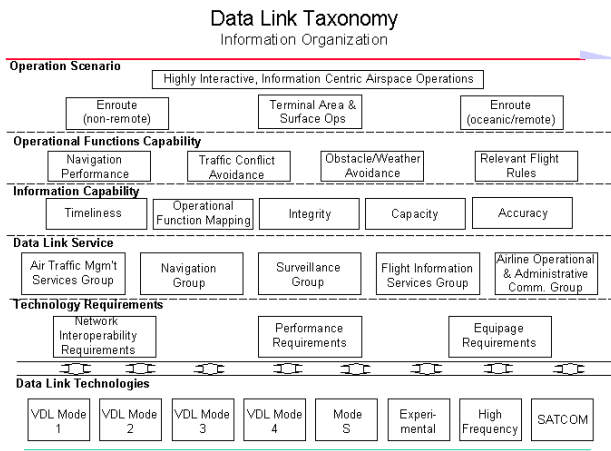 Data Link Taxonomy
Information Organization
Operation Scenario
Highly Interactive, Information Centric Airspace Operations
Enroute
(non-remote)
Terminal Area &
Surface Ops
Enroute
(oceanic/remote)
Operational Functions Capability
Navigation
Performance
Traffic Conflict
Avoidance
Obstacle/Weather
Avoidance
Relevant Flight
Rules
Information Capability
Timeliness
Operational
Function Mapping
Integrity
Capacity
Accuracy
Data Link Service
Air Traffic Mgm't
Services Group
Navigation
Group
Surveillance
Group
Flight Information
Services Group
Airline Operational
& Administrative
Comm. Group
Technology Requirements
Network
Interoperability
Requirements
Performance
Requirements
Equipage
Requirements
Data Link Technologies
VDL Mode
1
VDL Mode
2
VDL Mode
3
VDL Mode
4
Mode
S
Experi-
mental
High
Frequency
SATCOM